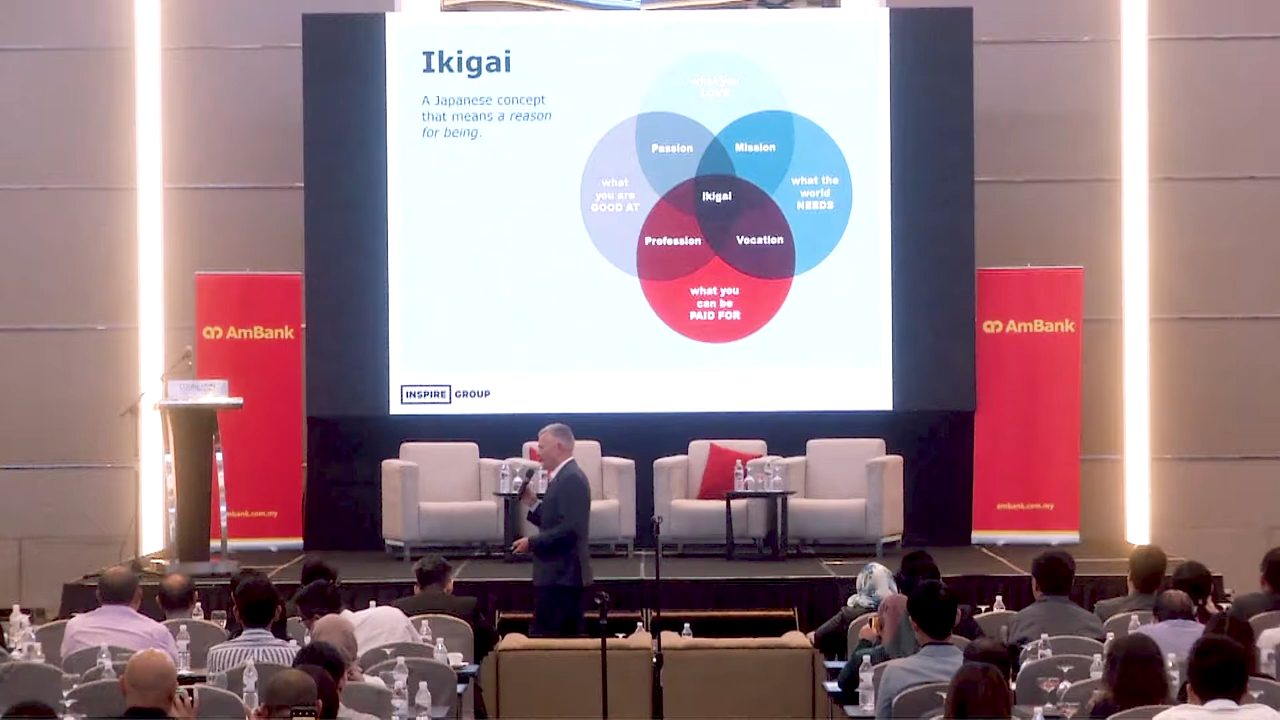 Ikigai
A Japanese concept
that means a reason
for being.
what you
LOVE
Passion
Mission
what
you are
GOOD AT
what the
world
NEEDS
Ikigai
Profession
Vocation
what you
can be
PAID FOR
INSPIRE GROUP
AmBank
AmBank
ambank.com.my
ambank.com.my